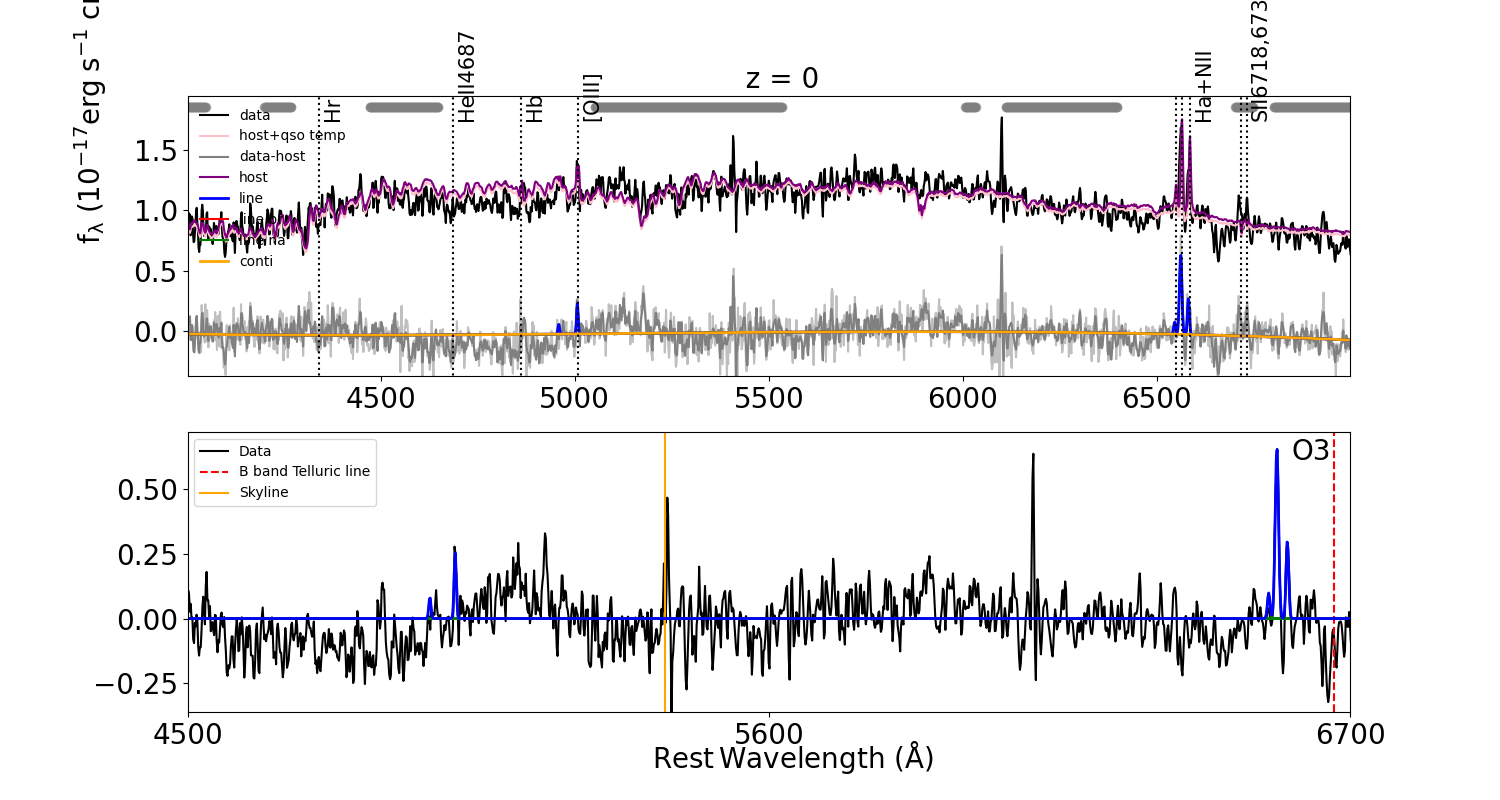 z = 0
f_λ (10^−17 erg s^−1
Hr
HeII4687
Hb
[OIII]
Ha+NII
SII6718,673
data
host+qso temp
data-host
host
line
conti
1.5
1.0
0.5
0.0
4500
5000
5500
6000
6500
Data
B band Telluric line
Skyline
O3
0.50
0.25
0.00
−0.25
4500
5600
6700
Rest Wavelength (Å)